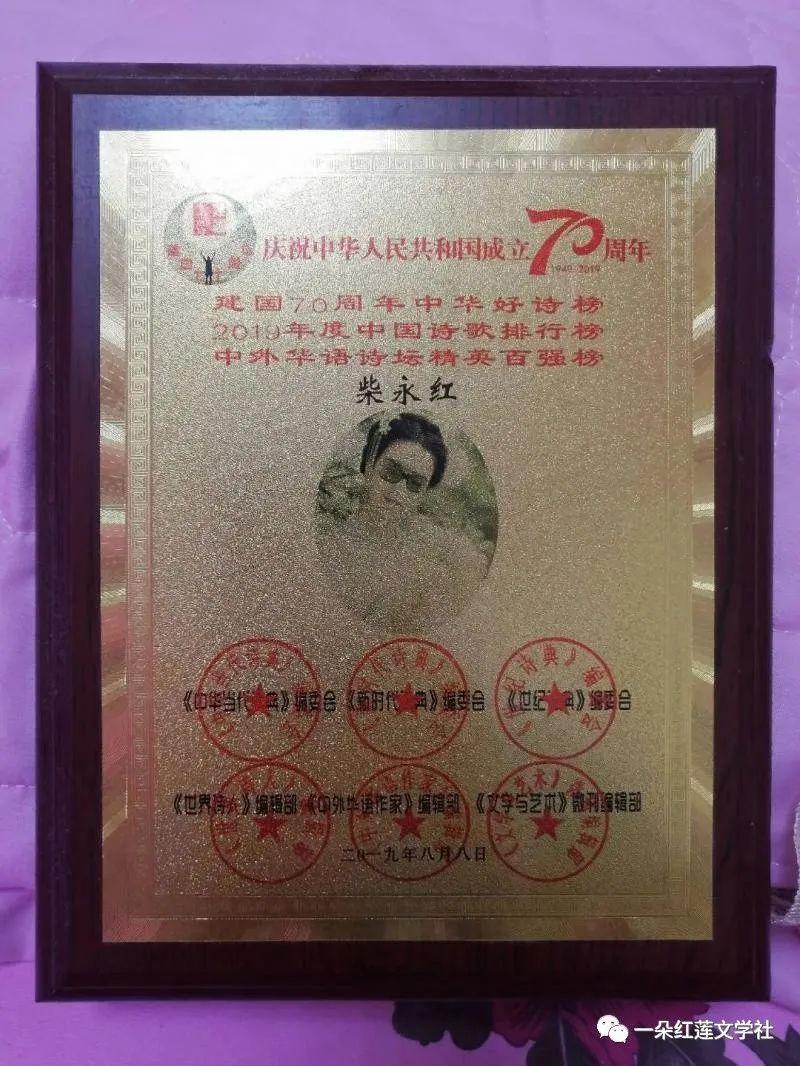 庆祝中华人民共和国成立70周年
1949-2019
建国70周年中华好诗榜
2019年度中国诗歌排行榜
中外华语诗坛精英百强榜
柴永红
《中华当代诗典》编委会 《新时代诗典》编委会 《世纪诗典》编委会
《世界诗人》编辑部 《中外华语作家》编辑部 《文字与艺术》微刊编辑部
二0一九年八月八日
一朵红莲文学社